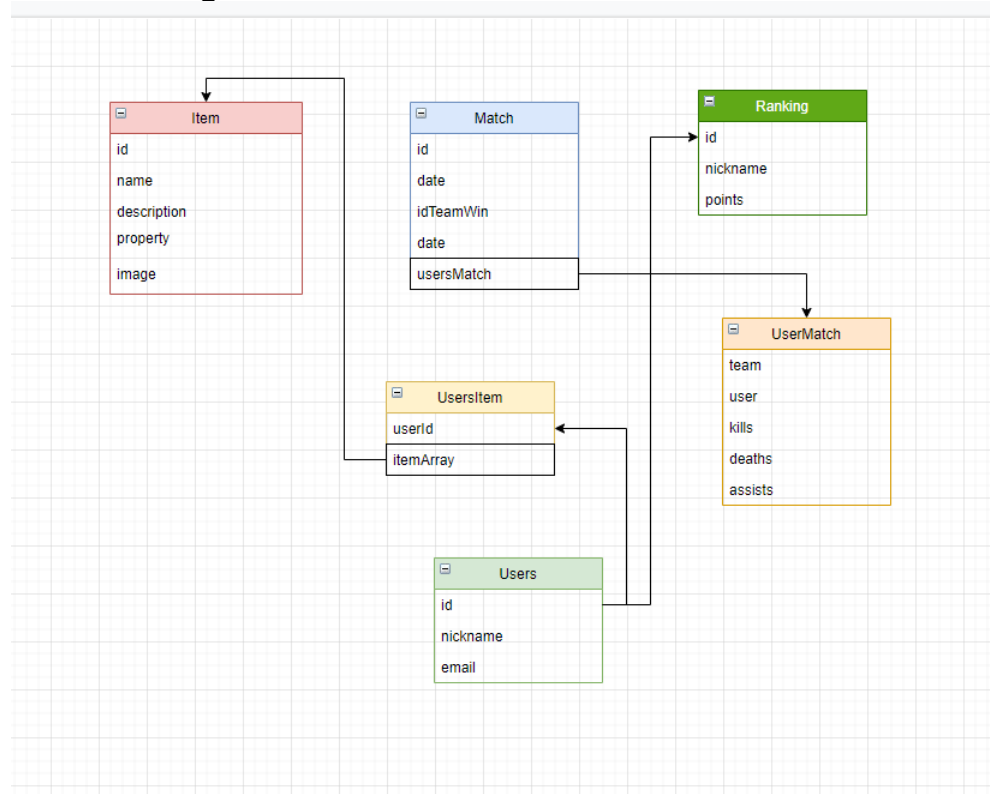 Item
id
name
description
property
image
Match
id
date
idTeamWin
date
usersMatch
Ranking
id
nickname
points
UserMatch
team
user
kills
deaths
assists
UsersItem
userId
itemArray
Users
id
nickname
email